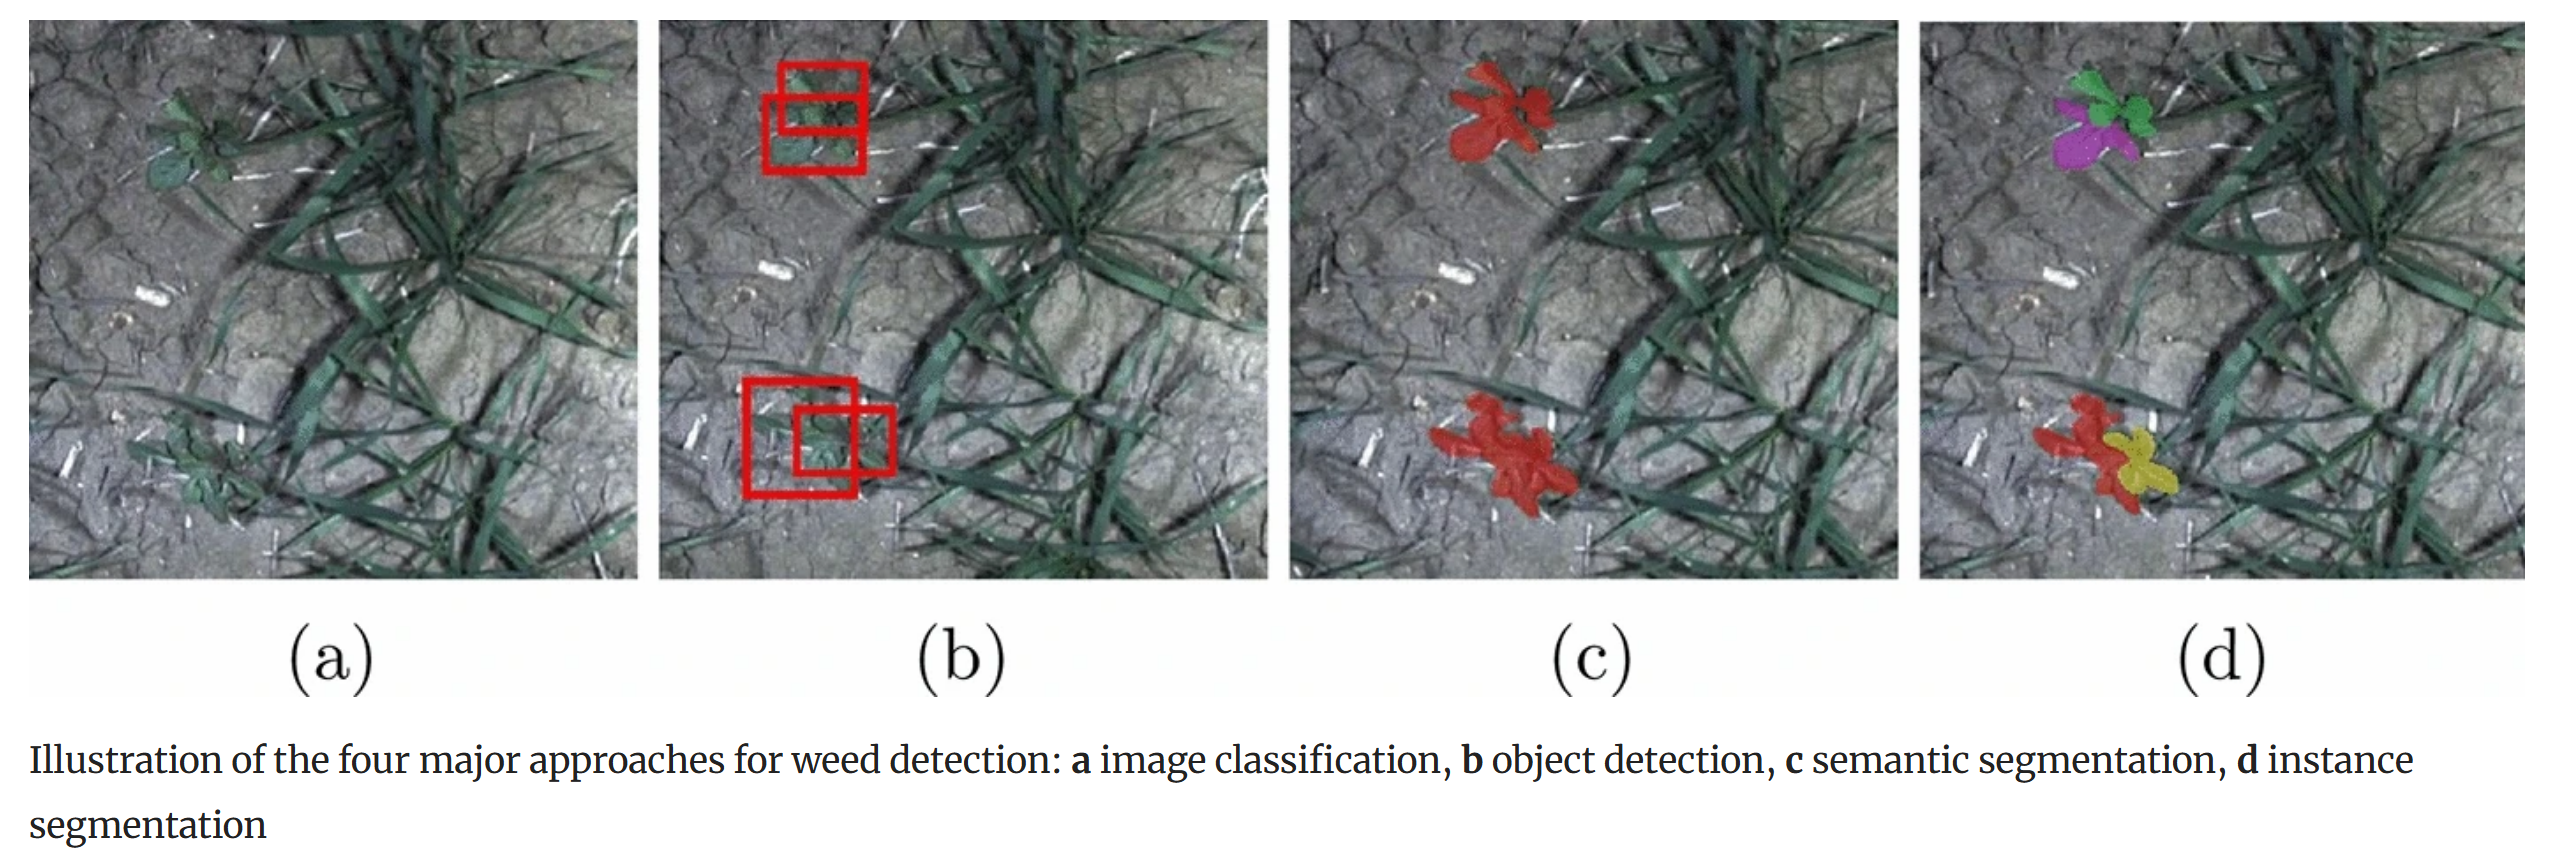 (a) (b) (c) (d)
Illustration of the four major approaches for weed detection: a image classification, b object detection, c semantic segmentation, d instance
segmentation